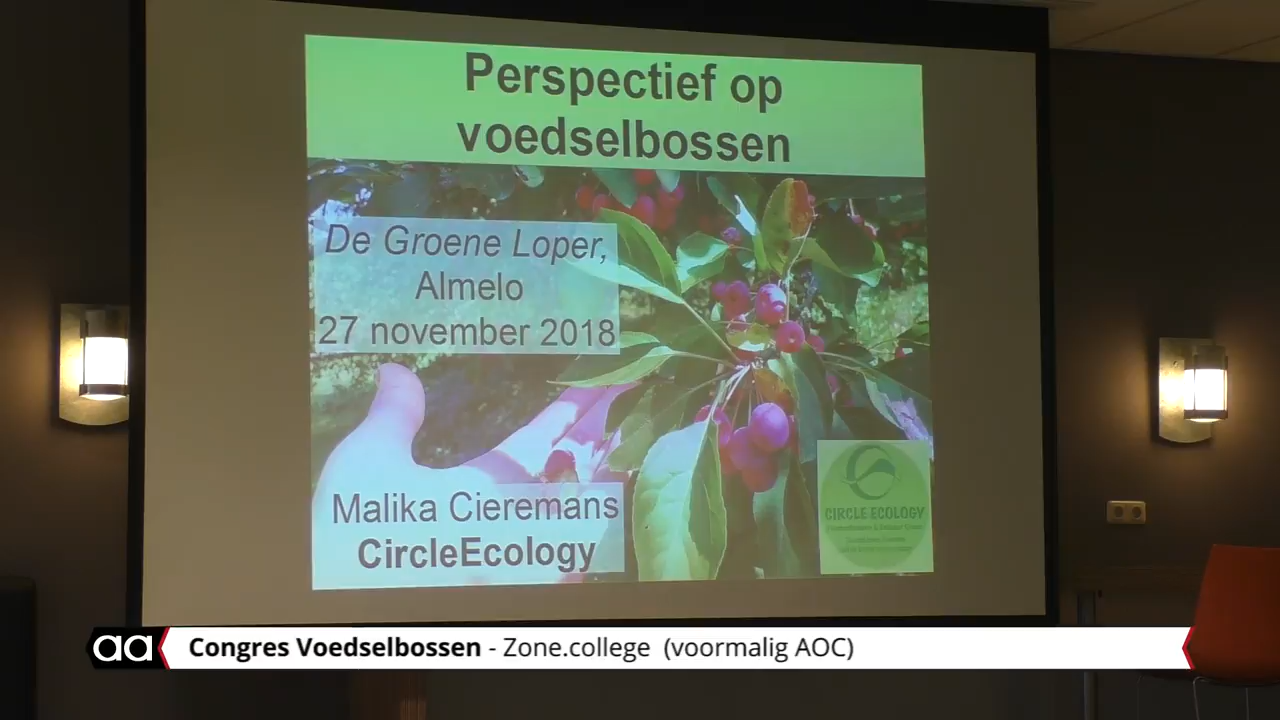 Perspectief op
voedselbossen
De Groene Loper,
Almelo
27 november 2018
Malika Cieremans
CircleEcology
CIRCLE ECOLOGY
aa
Congres Voedselbossen - Zone.college (voormalig AOC)